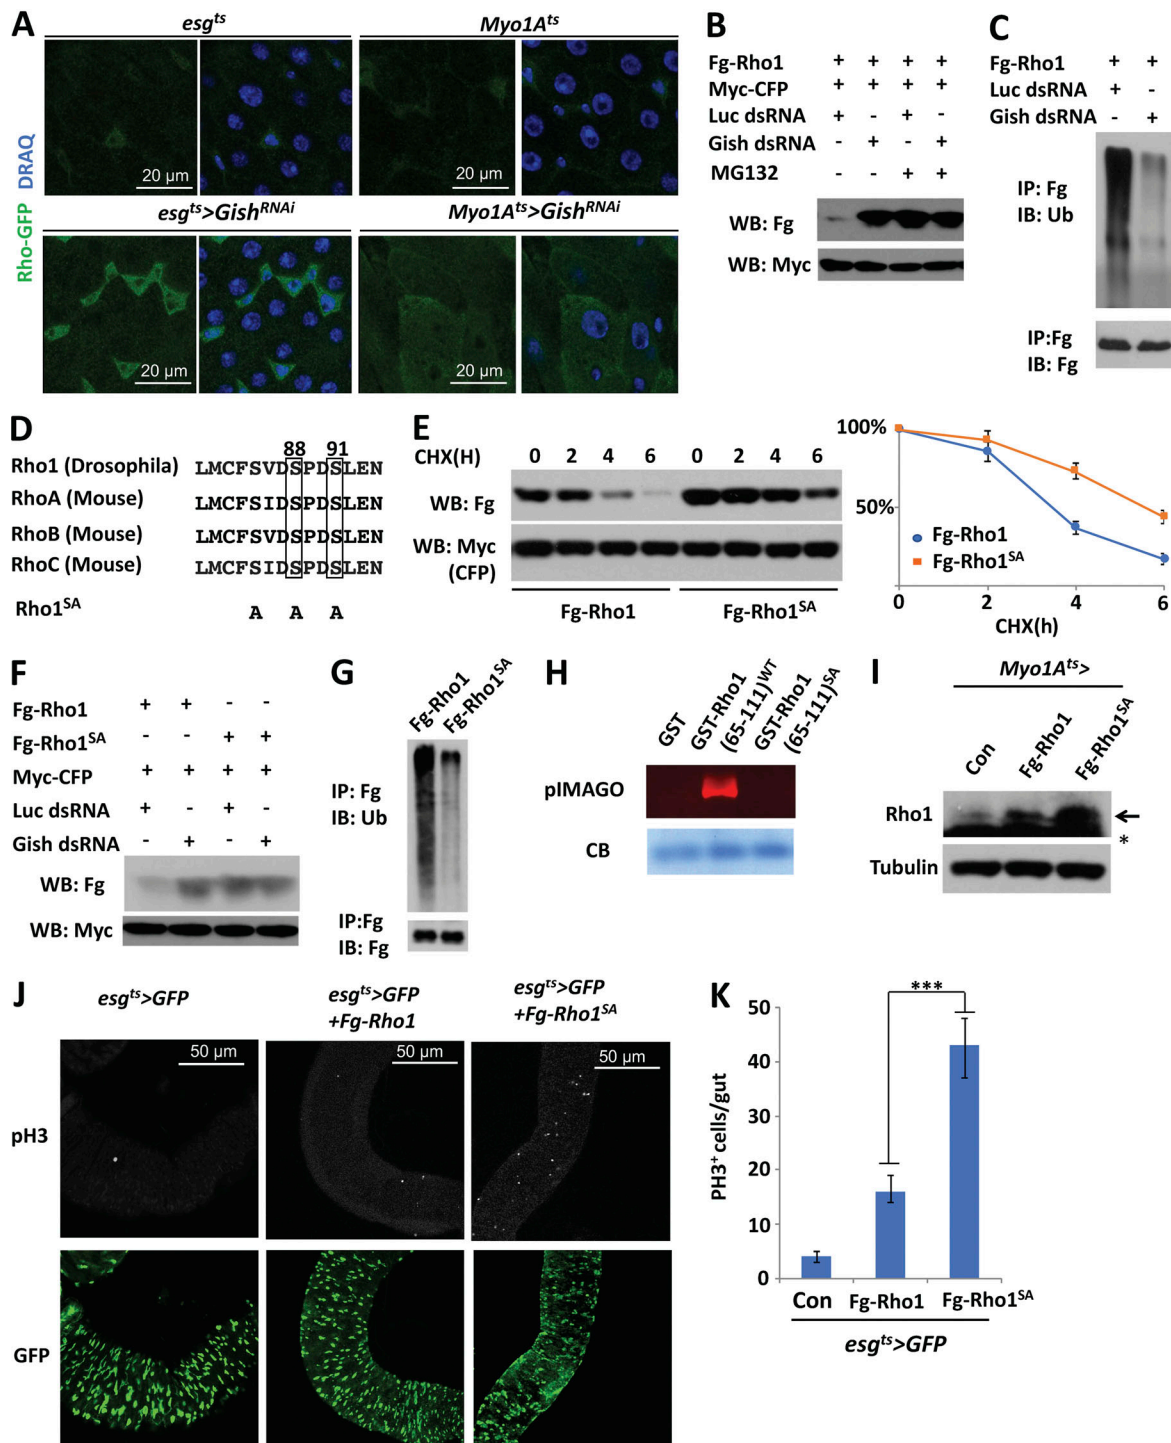 A
esg^ts
Myo1A^ts
20 µm
20 µm
esg^ts>Gish^RNAi
Myo1A^ts>Gish^RNAi
20 µm
20 µm
Rho-GFP DRAQ
B
Fg-Rho1 + + + +
Myc-CFP + + + +
Luc dsRNA + - + -
Gish dsRNA - + - +
MG132 - - + +
WB: Fg
WB: Myc
C
Fg-Rho1 + +
Luc dsRNA + -
Gish dsRNA - +
IP: Fg
IB: Ub
IP:Fg
IB: Fg
D
88 91
Rho1 (Drosophila) LMCFSVDSPDSLEN
RhoA (Mouse) LMCFSIDSPDSLEN
RhoB (Mouse) LMCFSIDSPDSLEN
RhoC (Mouse) LMCFSIDSPDSLEN
Rho1^SA A A A
E
CHX(H) 0 2 4 6 0 2 4 6
WB: Fg
WB: Myc
(CFP)
Fg-Rho1 Fg-Rho1^SA
100%
50%
Fg-Rho1
Fg-Rho1^SA
0 2 4 6
CHX(h)
F
Fg-Rho1 + + - -
Fg-Rho1^SA - - + +
Myc-CFP + + + +
Luc dsRNA + - + -
Gish dsRNA - + - +
WB: Fg
WB: Myc
G
Fg-Rho1
Fg-Rho1^SA
IP: Fg
IB: Ub
IP:Fg
IB: Fg
H
GST
GST-Rho1
(65-111)^WT
GST-Rho1
(65-111)^SA
pIMAGO
CB
I
Myo1A^ts>
Con
Fg-Rho1
Fg-Rho1^SA
Rho1
*
Tubulin
J
esg^ts>GFP
esg^ts>GFP
+Fg-Rho1
esg^ts>GFP
+Fg-Rho1^SA
50 µm
50 µm
50 µm
pH3
GFP
K
***
PH3+ cells/gut
50
40
30
20
10
0
Con Fg-Rho1 Fg-Rho1^SA
esg^ts>GFP